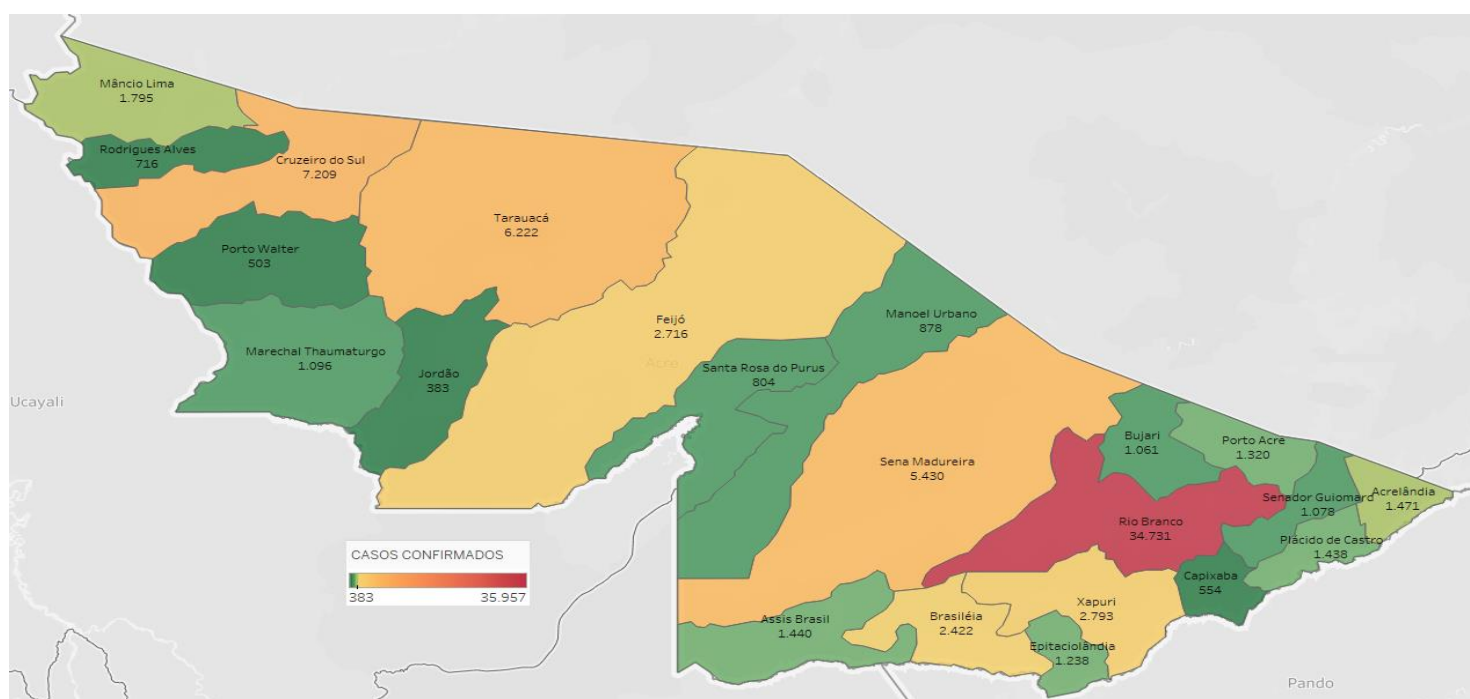 Mâncio Lima
1.795
Rodrigues Alves
716
Cruzeiro do Sul
7.209
Tarauacá
6.222
Porto Walter
503
Feijó
2.716
Manoel Urbano
878
Marechal Thaumaturgo
1.096
Jordão
383
Acre
Santa Rosa do Purus
804
Ucayali
Sena Madureira
5.430
Bujari
1.061
Porto Acre
1.320
Senador Guiomard
1.078
Acrelândia
1.471
Rio Branco
34.731
Plácido de Castro
1.438
CASOS CONFIRMADOS
383 35.957
Capixaba
554
Assis Brasil
1.440
Brasiléia
2.422
Xapuri
2.793
Epitaciolândia
1.238
Pando